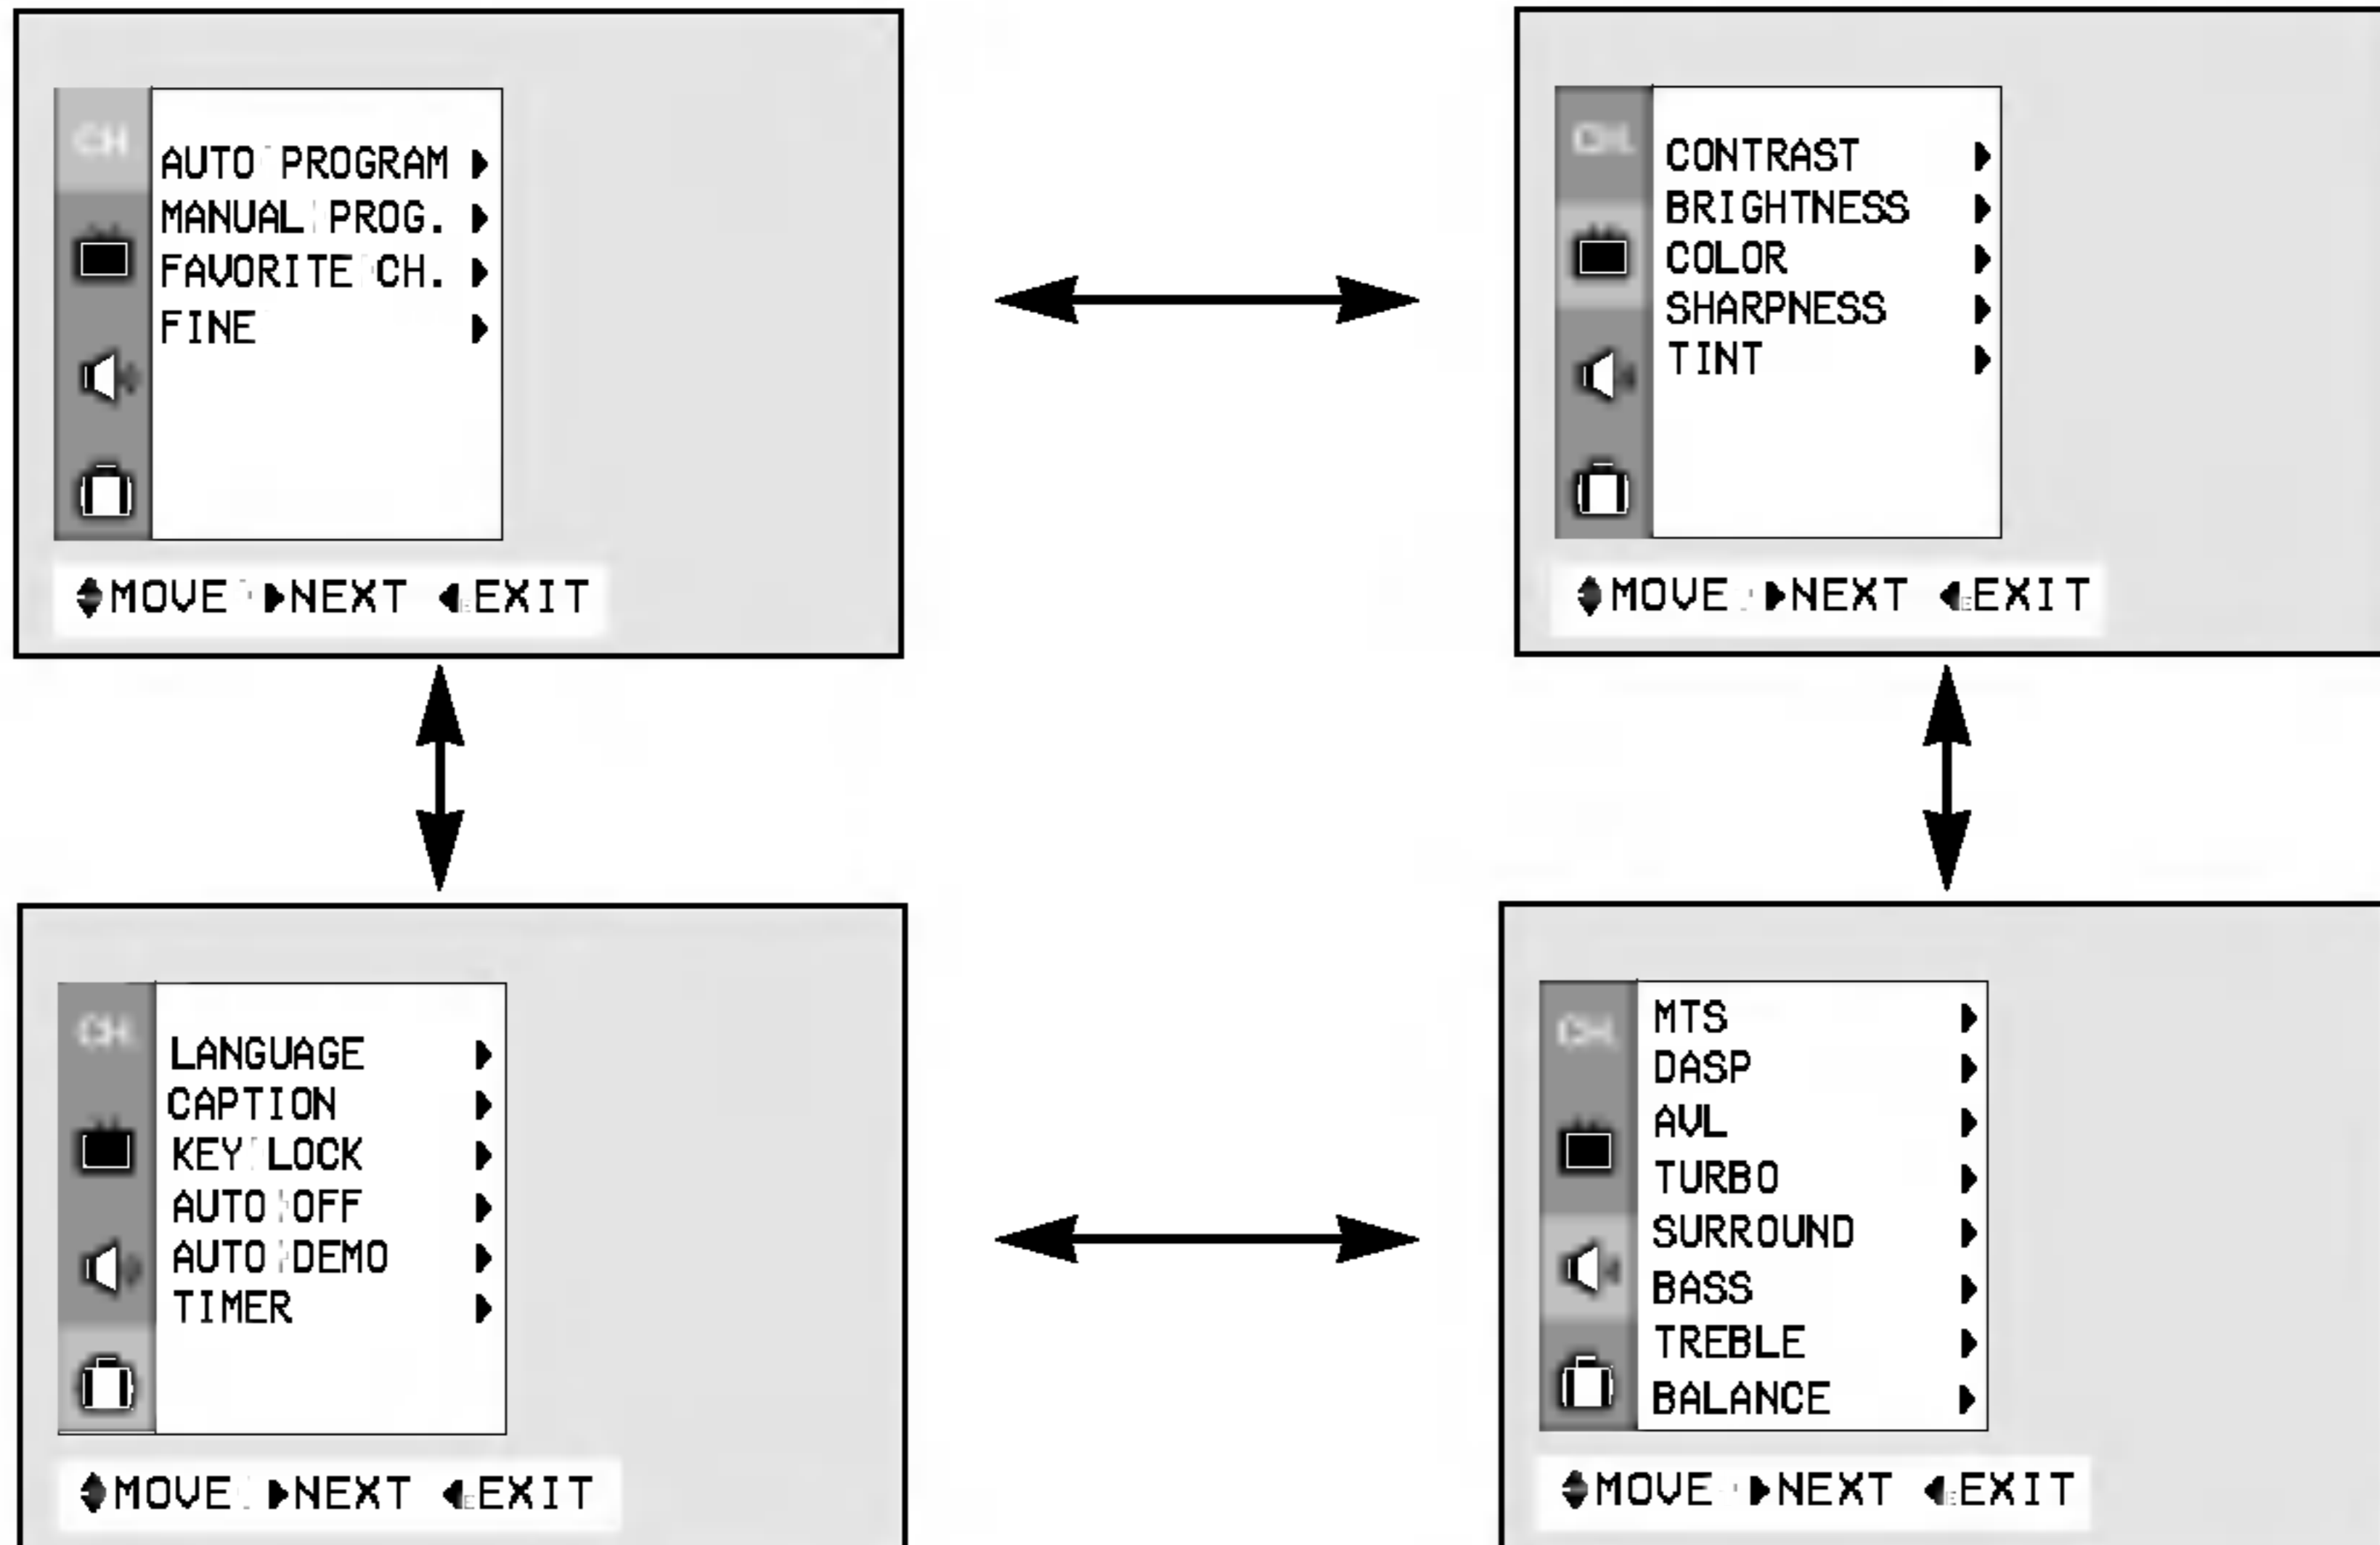 CH
AUTO PROGRAM
MANUAL PROG.
FAVORITE CH.
FINE
MOVE NEXT EXIT
CH
CONTRAST
BRIGHTNESS
COLOR
SHARPNESS
TINT
MOVE NEXT EXIT
CH
LANGUAGE
CAPTION
KEY LOCK
AUTO OFF
AUTO DEMO
TIMER
MOVE NEXT EXIT
CH
MTS
DASP
AVL
TURBO
SURROUND
BASS
TREBLE
BALANCE
MOVE NEXT EXIT